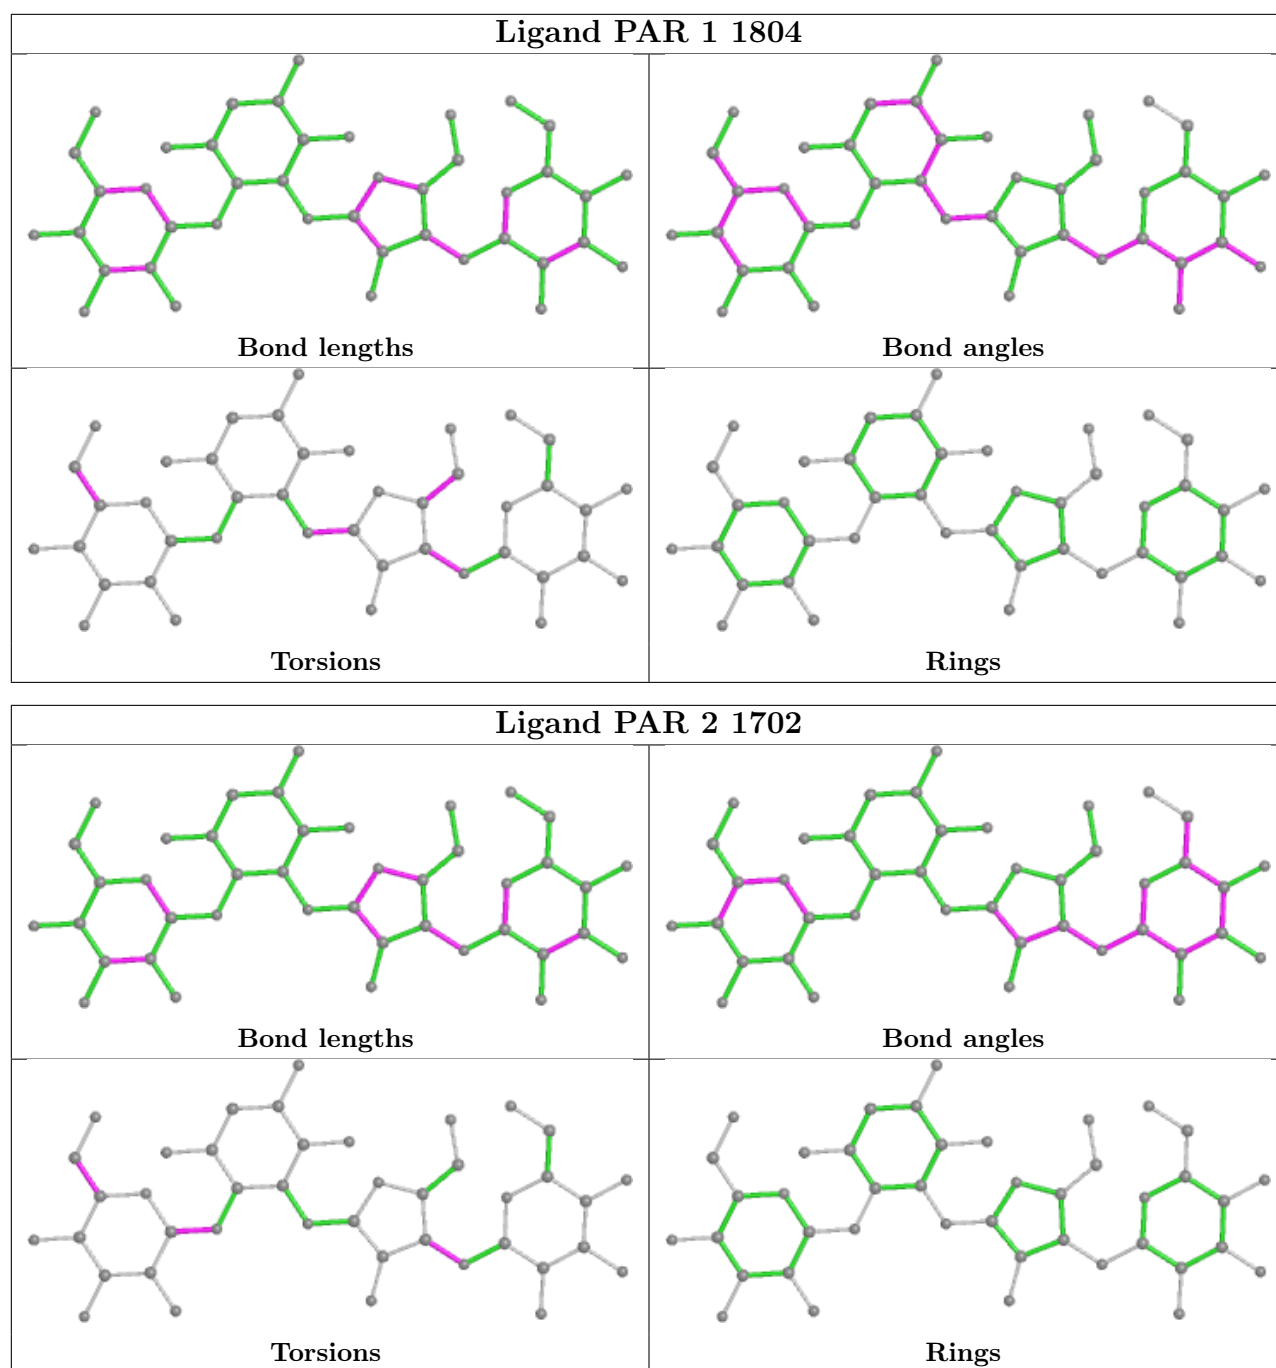 Ligand PAR 1 1804
Bond lengths
Bond angles
Torsions
Rings
Ligand PAR 2 1702
Bond lengths
Bond angles
Torsions
Rings